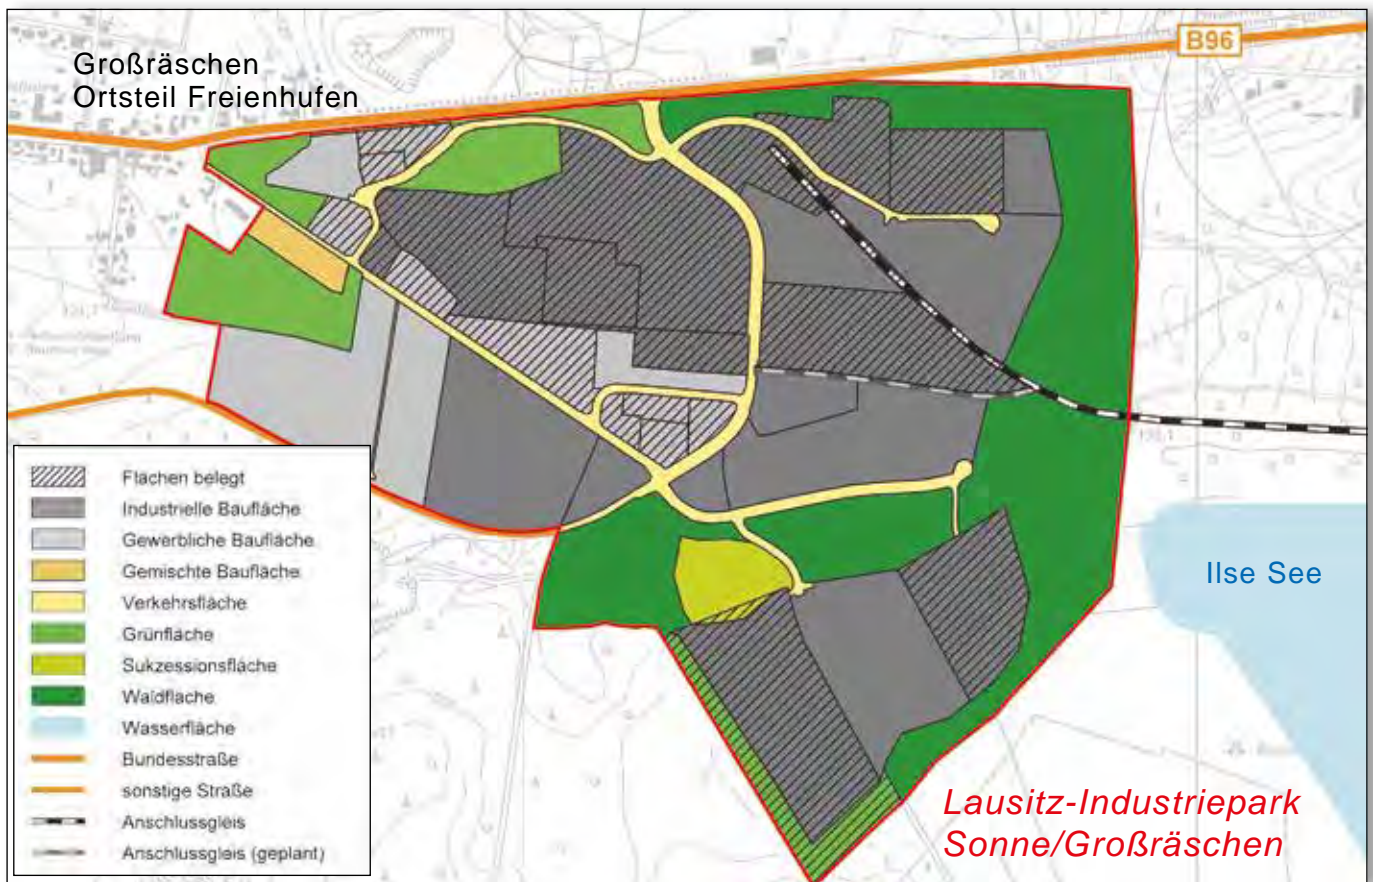 Großräschen
Ortsteil Freienhufen
B96
Ilse See
Lausitz-Industriepark
Sonne/Großräschen
Flächen belegt
Industrielle Baufläche
Gewerbliche Baufläche
Gemischte Baufläche
Verkehrsfläche
Grünfläche
Sukzessionsfläche
Waldfläche
Wasserfläche
Bundesstraße
sonstige Straße
Anschlussgleis
Anschlussgleis (geplant)